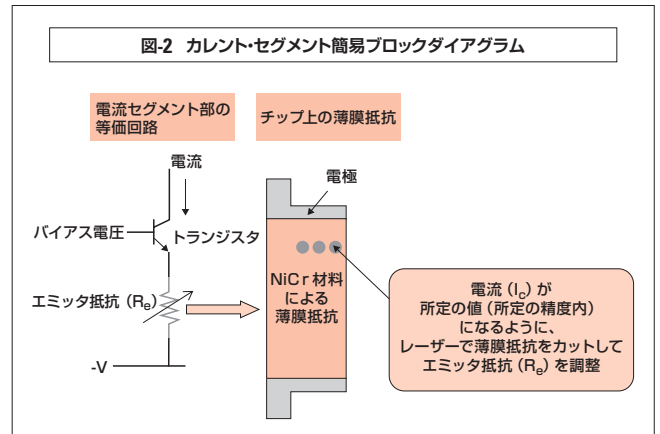 図-2 カレント・セグメント簡易ブロックダイアグラム
電流セグメント部の
等価回路
チップ上の薄膜抵抗
電流
電極
バイアス電圧
トランジスタ
エミッタ抵抗(Re)
-V
NiCr材料
による
薄膜抵抗
電流(Ic)が
所定の値(所定の精度内)
になるように、
レーザーで薄膜抵抗をカットして
エミッタ抵抗(Re)を調整